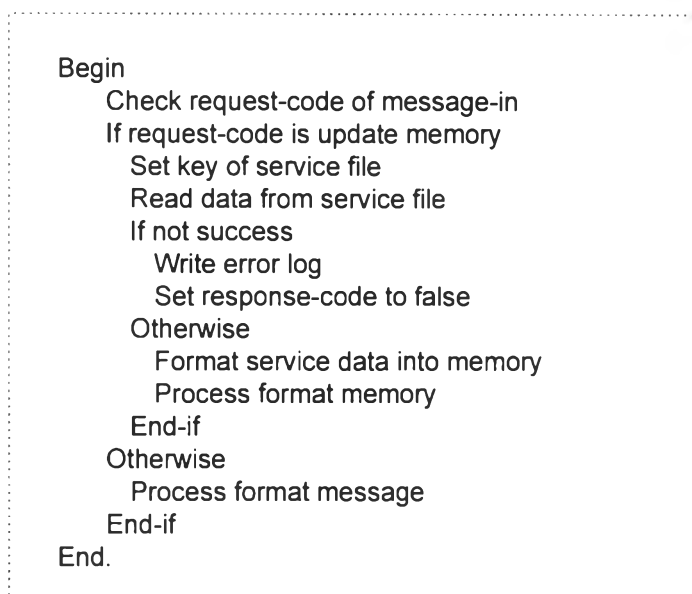 Begin
Check request-code of message-in
If request-code is update memory
Set key of service file
Read data from service file
If not success
Write error log
Set response-code to false
Otherwise
Format service data into memory
Process format memory
End-if
Otherwise
Process format message
End-if
End.